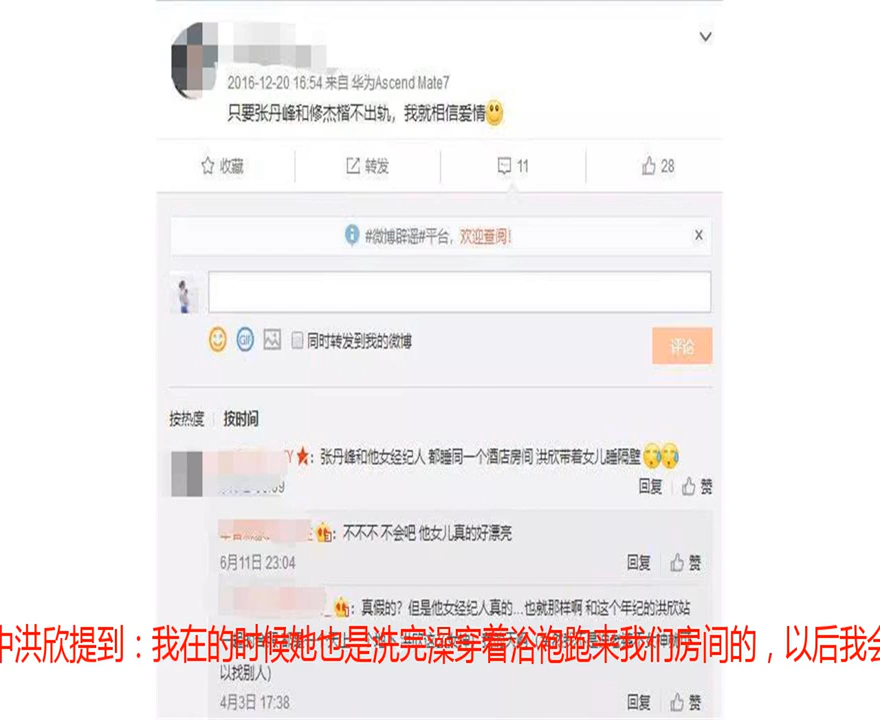 2016-12-20 16:54 来自 华为Ascend Mate7
只要张丹峰和修杰楷不出轨，我就相信爱情
收藏 转发 11 28
#微博辟谣#平台，欢迎查阅！ X
GIF 同时转发到我的微博 评论
按热度 按时间
张丹峰和他女经纪人 都睡同一个酒店房间 洪欣带着女儿睡隔壁
回复 赞
：不不不 不会吧 他女儿真的好漂亮
6月11日 23:04 回复 赞
：真假的？但是他女经纪人真的...也就那样啊 和这个年纪的洪欣站
中洪欣提到：我在的时候她也是洗完澡穿着浴袍跑来我们房间的，以后我会
以找别人）
4月3日 17:38 回复 赞